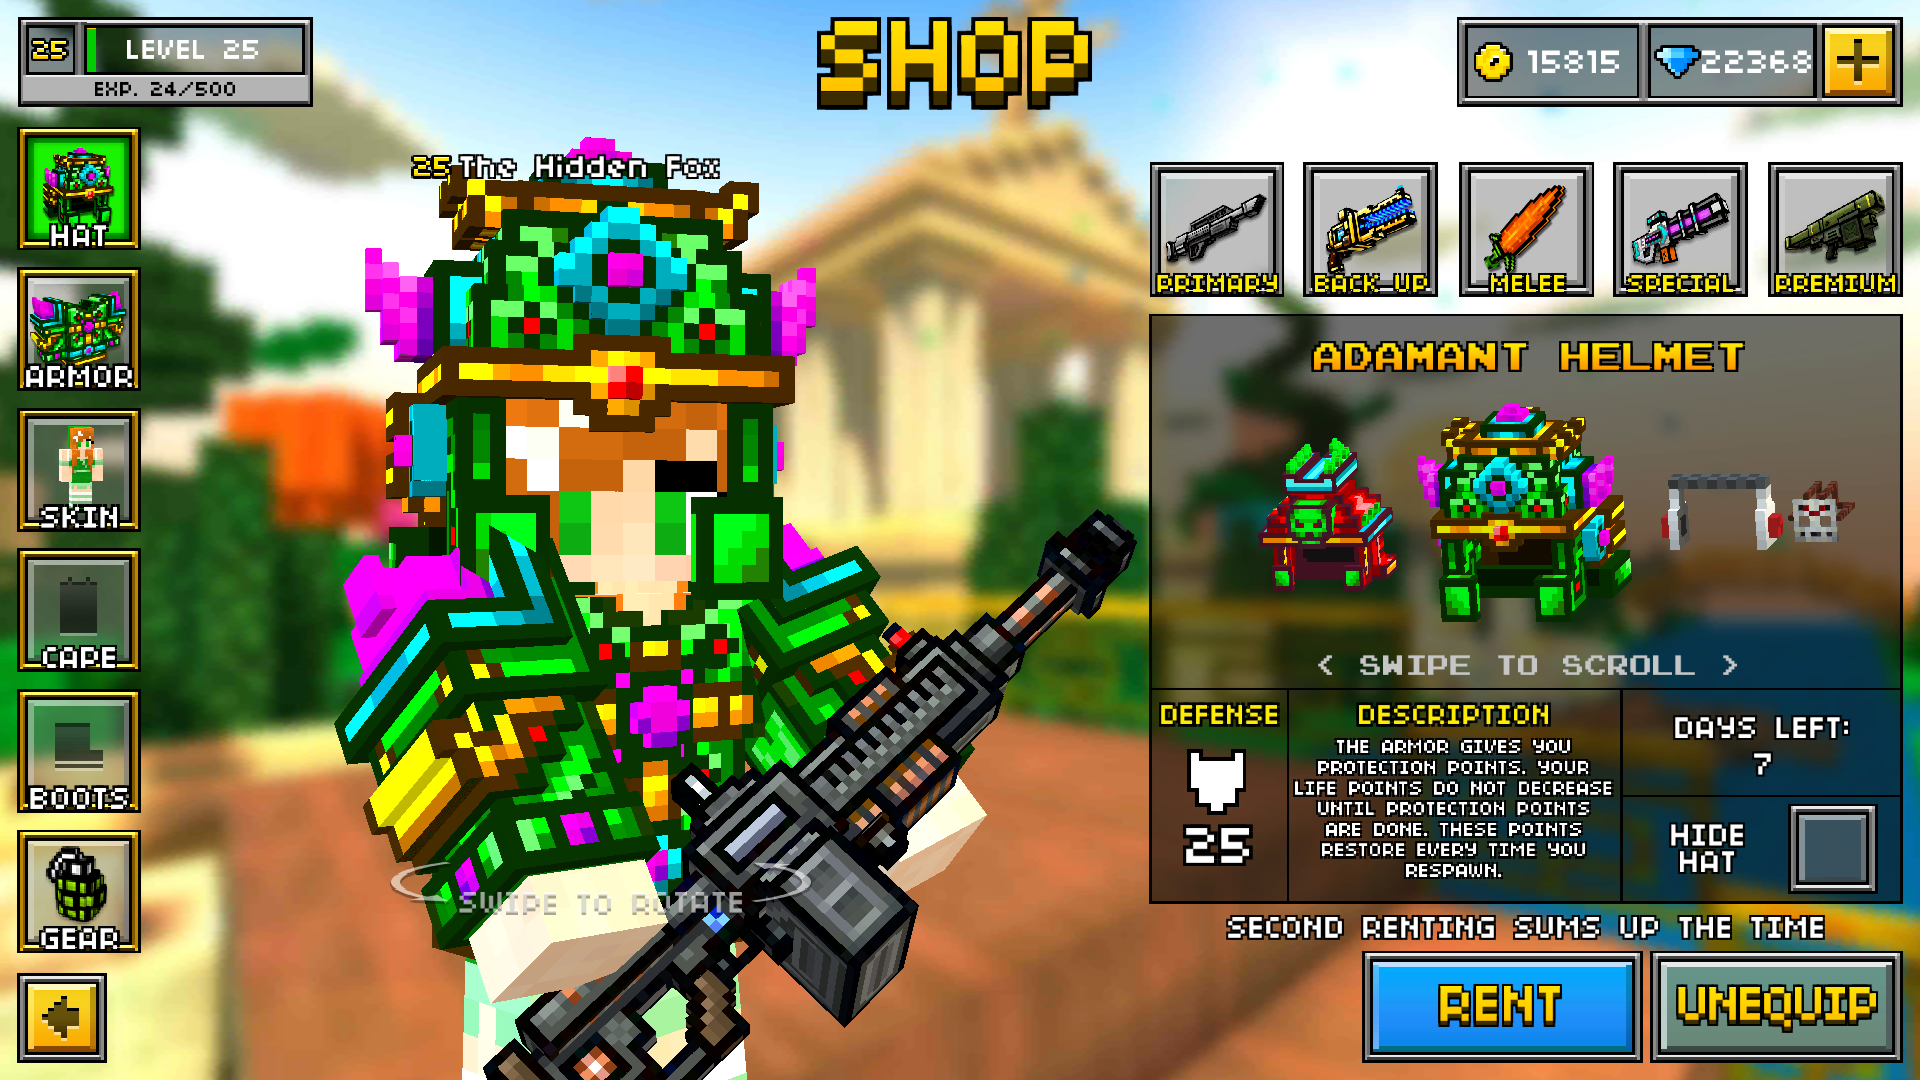 25
LEVEL 25
EXP. 24/500
SHOP
15815
22368
HAT
ARMOR
SKIN
CAPE
BOOTS
GEAR
25 The Hidden Fox
SWIPE TO ROTATE
PRIMARY
BACK UP
MELEE
SPECIAL
PREMIUM
ADAMANT HELMET
< SWIPE TO SCROLL >
DEFENSE
25
DESCRIPTION
THE ARMOR GIVES YOU
PROTECTION POINTS. YOUR
LIFE POINTS DO NOT DECREASE
UNTIL PROTECTION POINTS
ARE DONE. THESE POINTS
RESTORE EVERY TIME YOU
RESPAWN.
DAYS LEFT:
7
HIDE
HAT
SECOND RENTING SUMS UP THE TIME
RENT
UNEQUIP